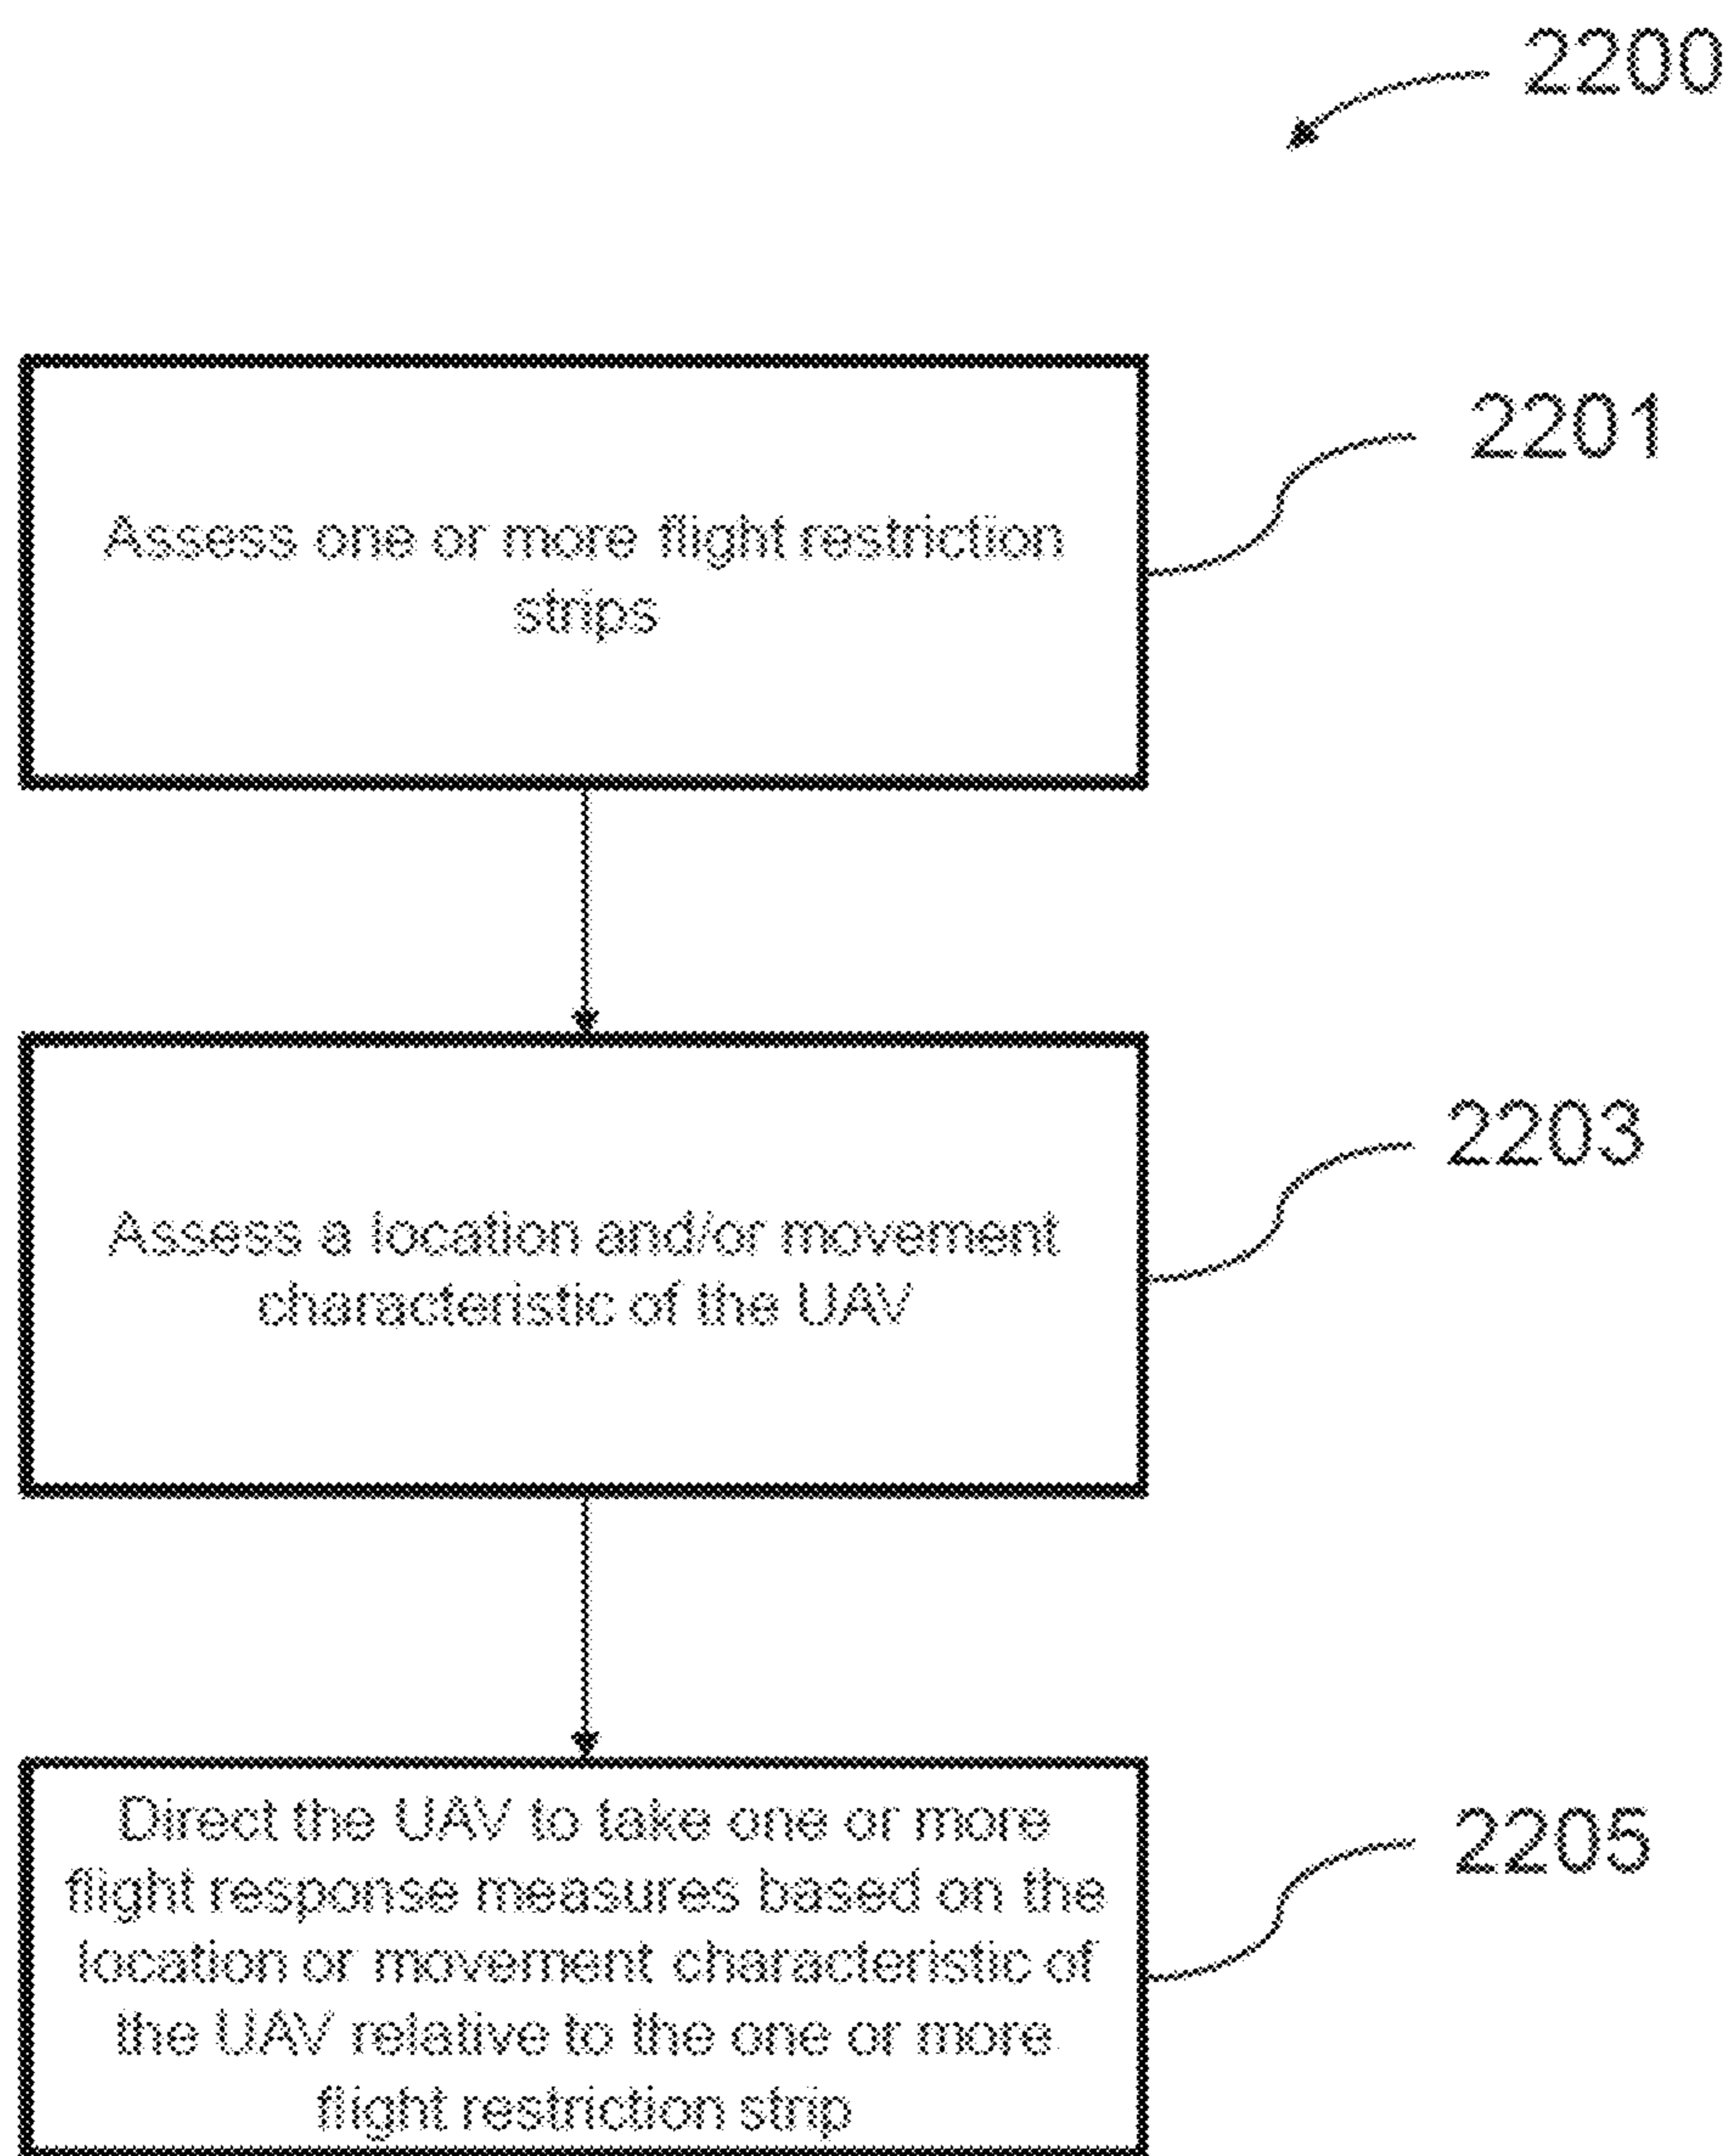 2200
2201
Assess one or more flight restriction
strips
2203
Assess a location and/or movement
characteristic of the UAV
2205
Direct the UAV to take one or more
flight response measures based on the
location or movement characteristic of
the UAV relative to the one or more
flight restriction strip